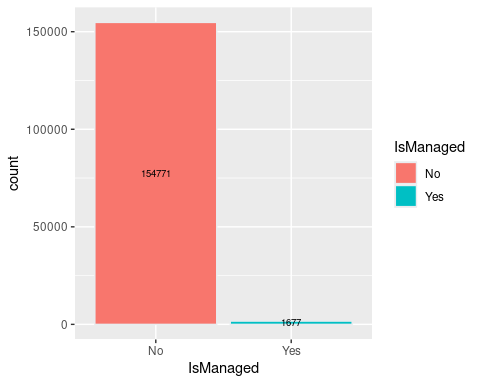 150000
100000
50000
0
count
154771
1677
No
Yes
IsManaged
IsManaged
No
Yes